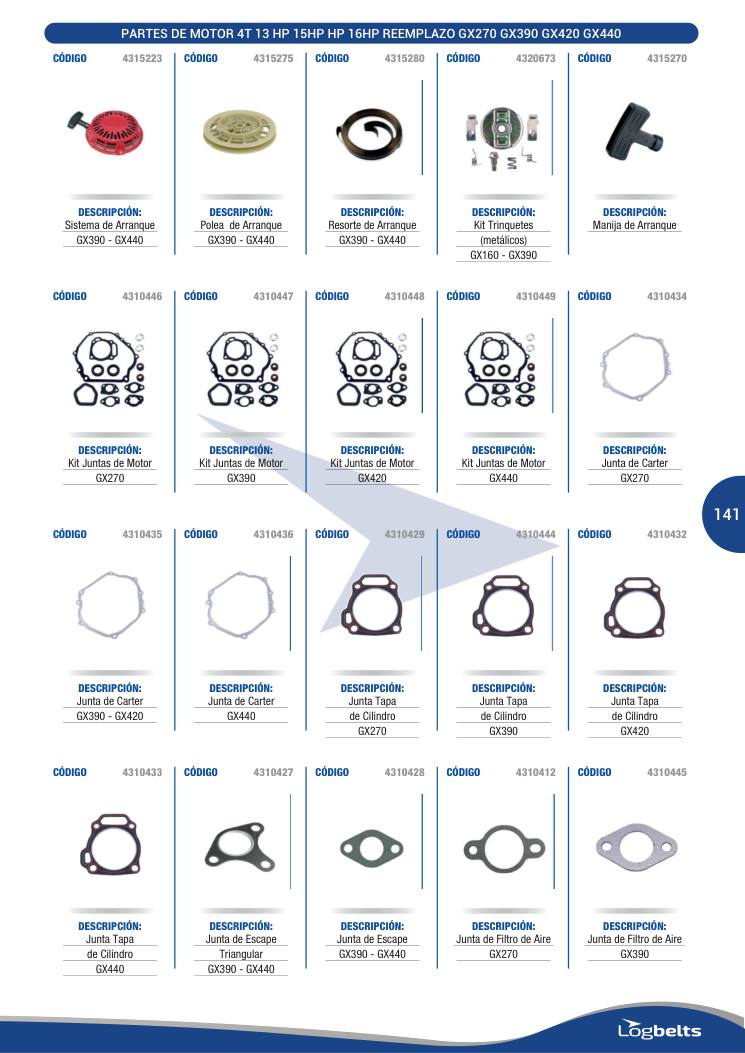 PARTES DE MOTOR 4T 13 HP 15HP HP 16HP REEMPLAZO GX270 GX390 GX420 GX440
CÓDIGO 4315223
DESCRIPCIÓN:
Sistema de Arranque
GX390 - GX440
CÓDIGO 4315275
DESCRIPCIÓN:
Polea de Arranque
GX390 - GX440
CÓDIGO 4315280
DESCRIPCIÓN:
Resorte de Arranque
GX390 - GX440
CÓDIGO 4320673
DESCRIPCIÓN:
Kit Trinquetes
(metálicos)
GX160 - GX390
CÓDIGO 4315270
DESCRIPCIÓN:
Manija de Arranque
CÓDIGO 4310446
DESCRIPCIÓN:
Kit Juntas de Motor
GX270
CÓDIGO 4310447
DESCRIPCIÓN:
Kit Juntas de Motor
GX390
CÓDIGO 4310448
DESCRIPCIÓN:
Kit Juntas de Motor
GX420
CÓDIGO 4310449
DESCRIPCIÓN:
Kit Juntas de Motor
GX440
CÓDIGO 4310434
DESCRIPCIÓN:
Junta de Carter
GX270
141
CÓDIGO 4310435
DESCRIPCIÓN:
Junta de Carter
GX390 - GX420
CÓDIGO 4310436
DESCRIPCIÓN:
Junta de Carter
GX440
CÓDIGO 4310429
DESCRIPCIÓN:
Junta Tapa
de Cilindro
GX270
CÓDIGO 4310444
DESCRIPCIÓN:
Junta Tapa
de Cilindro
GX390
CÓDIGO 4310432
DESCRIPCIÓN:
Junta Tapa
de Cilindro
GX420
CÓDIGO 4310433
DESCRIPCIÓN:
Junta Tapa
de Cilindro
GX440
CÓDIGO 4310427
DESCRIPCIÓN:
Junta de Escape
Triangular
GX390 - GX440
CÓDIGO 4310428
DESCRIPCIÓN:
Junta de Escape
GX390 - GX440
CÓDIGO 4310412
DESCRIPCIÓN:
Junta de Filtro de Aire
GX270
CÓDIGO 4310445
DESCRIPCIÓN:
Junta de Filtro de Aire
GX390
Logbelts